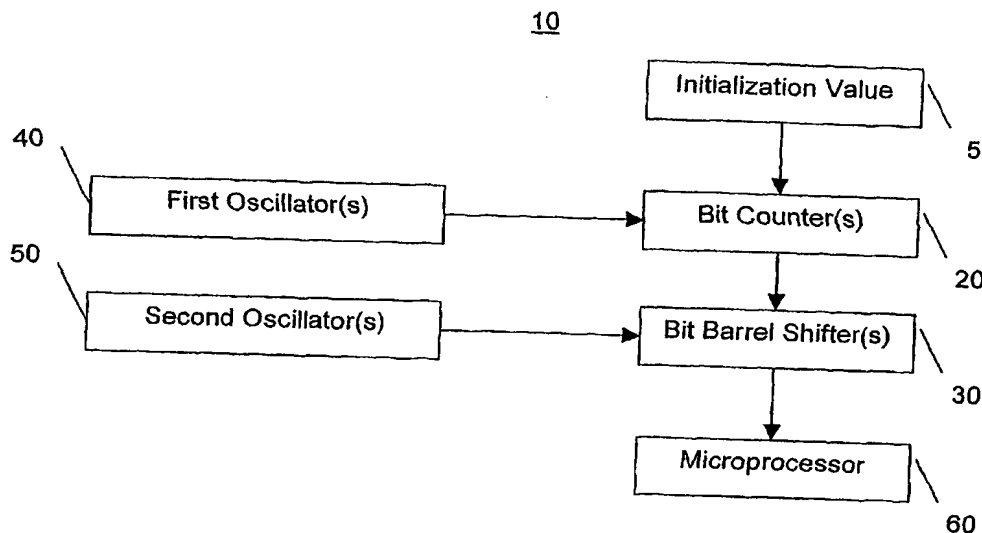 10
Initialization Value
5
40
First Oscillator(s)
Bit Counter(s)
20
50
Second Oscillator(s)
Bit Barrel Shifter(s)
30
Microprocessor
60